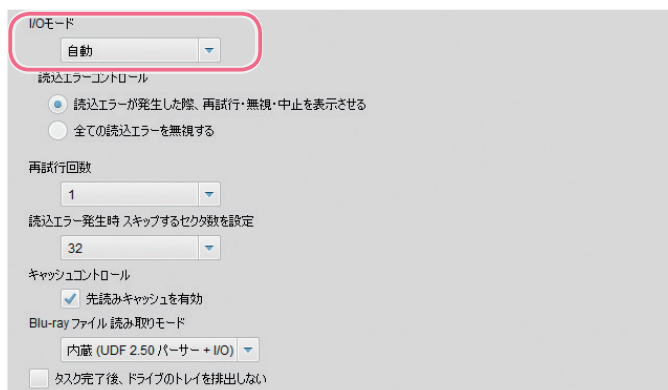 I/Oモード
自動
読込エラーコントロール
読込エラーが発生した際、再試行・無視・中止を表示させる
全ての読込エラーを無視する
再試行回数
1
読込エラー発生時 スキップするセクタ数を設定
32
キャッシュコントロール
先読みキャッシュを有効
Blu-ray ファイル 読み取りモード
内蔵 (UDF 2.50 パーサー + I/O)
タスク完了後、ドライブのトレイを排出しない